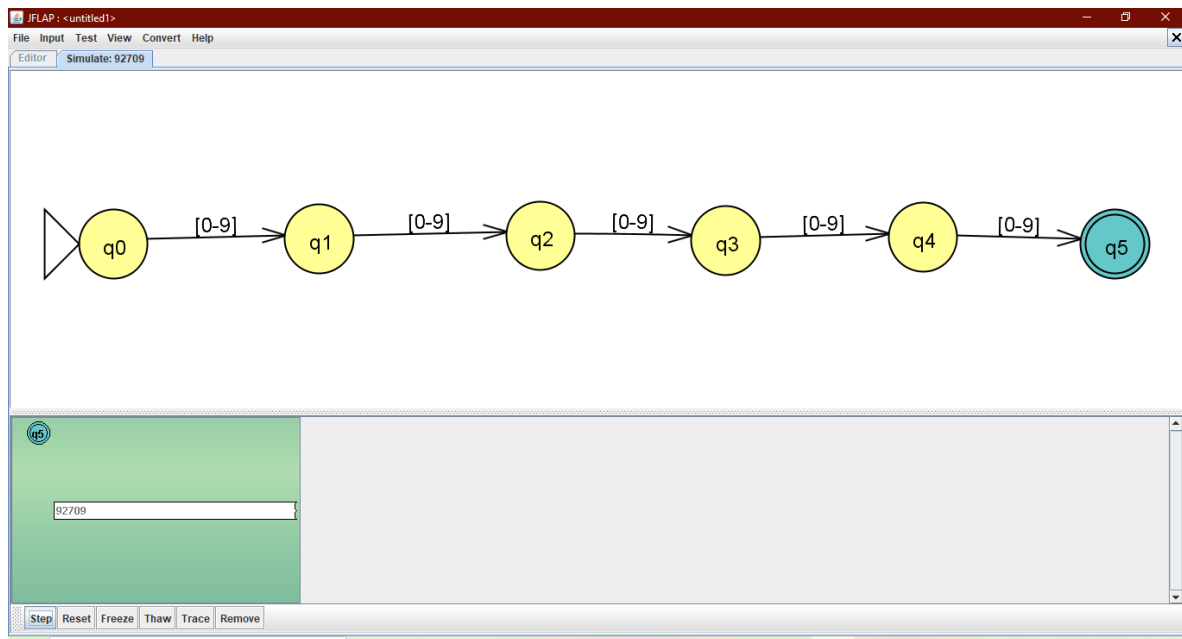 JFLAP : <untitled1>
File Input Test View Convert Help
Editor Simulate: 92709
[0-9] [0-9] [0-9] [0-9] [0-9]
q0 q1 q2 q3 q4 q5
q5
92709
Step Reset Freeze Thaw Trace Remove